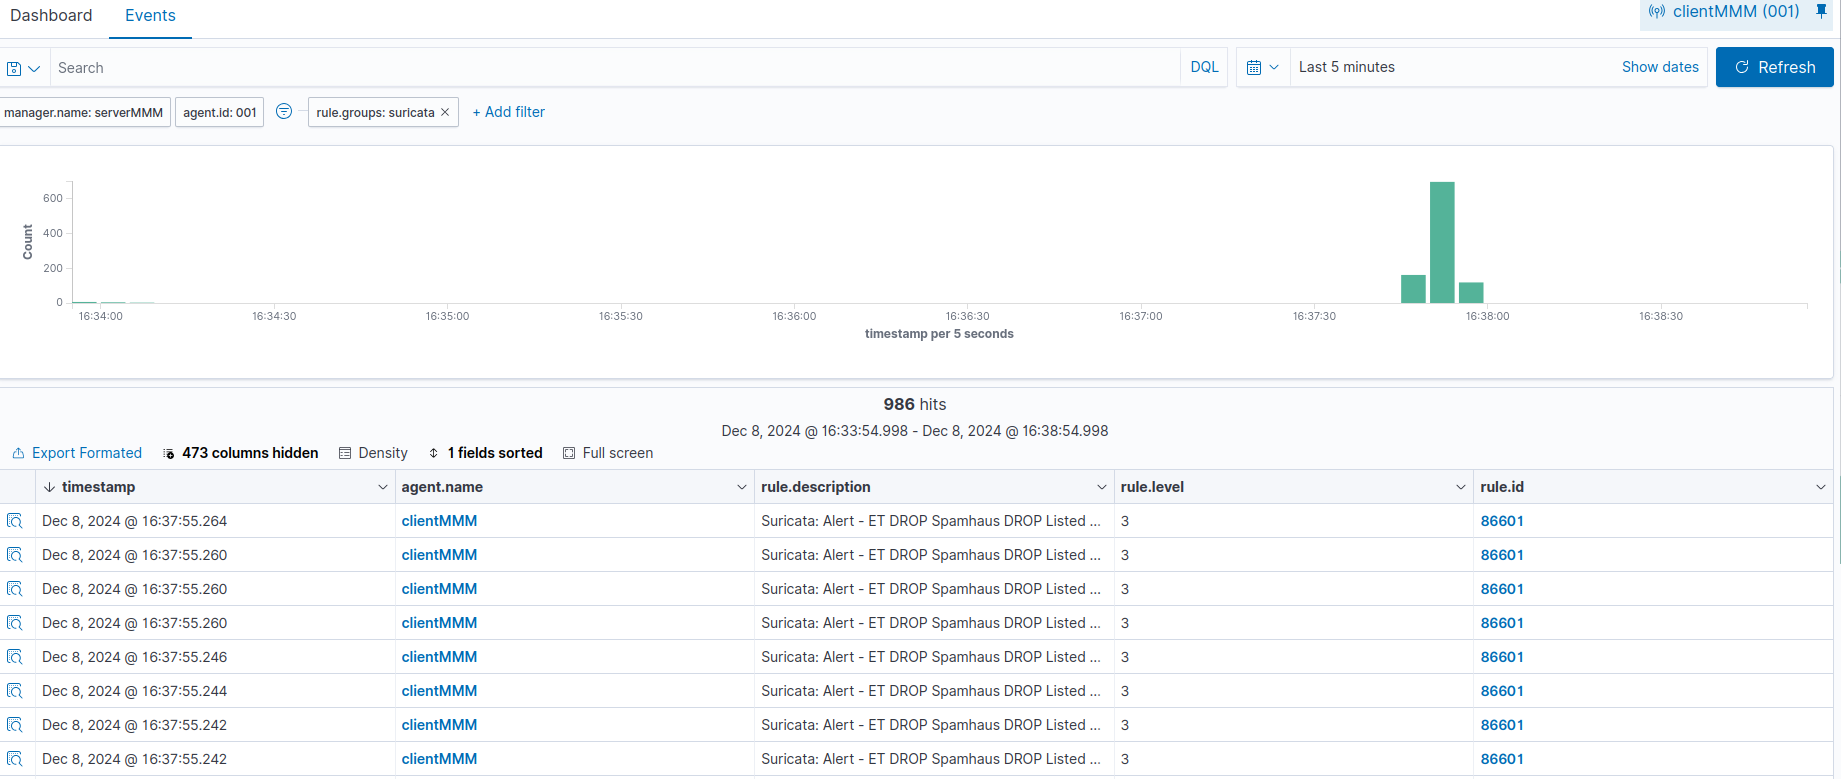 Dashboard Events clientMMM (001)
Search DQL Last 5 minutes Show dates Refresh
manager.name: serverMMM agent.id: 001 rule.groups: suricata × + Add filter
600
400
200
0
Count
16:34:00 16:34:30 16:35:00 16:35:30 16:36:00 16:36:30 16:37:00 16:37:30 16:38:00 16:38:30
timestamp per 5 seconds
986 hits
Dec 8, 2024 @ 16:33:54.998 - Dec 8, 2024 @ 16:38:54.998
Export Formated 473 columns hidden Density 1 fields sorted Full screen
timestamp agent.name rule.description rule.level rule.id
Dec 8, 2024 @ 16:37:55.264 clientMMM Suricata: Alert - ET DROP Spamhaus DROP Listed ... 3 86601
Dec 8, 2024 @ 16:37:55.260 clientMMM Suricata: Alert - ET DROP Spamhaus DROP Listed ... 3 86601
Dec 8, 2024 @ 16:37:55.260 clientMMM Suricata: Alert - ET DROP Spamhaus DROP Listed ... 3 86601
Dec 8, 2024 @ 16:37:55.260 clientMMM Suricata: Alert - ET DROP Spamhaus DROP Listed ... 3 86601
Dec 8, 2024 @ 16:37:55.246 clientMMM Suricata: Alert - ET DROP Spamhaus DROP Listed ... 3 86601
Dec 8, 2024 @ 16:37:55.244 clientMMM Suricata: Alert - ET DROP Spamhaus DROP Listed ... 3 86601
Dec 8, 2024 @ 16:37:55.242 clientMMM Suricata: Alert - ET DROP Spamhaus DROP Listed ... 3 86601
Dec 8, 2024 @ 16:37:55.242 clientMMM Suricata: Alert - ET DROP Spamhaus DROP Listed ... 3 86601